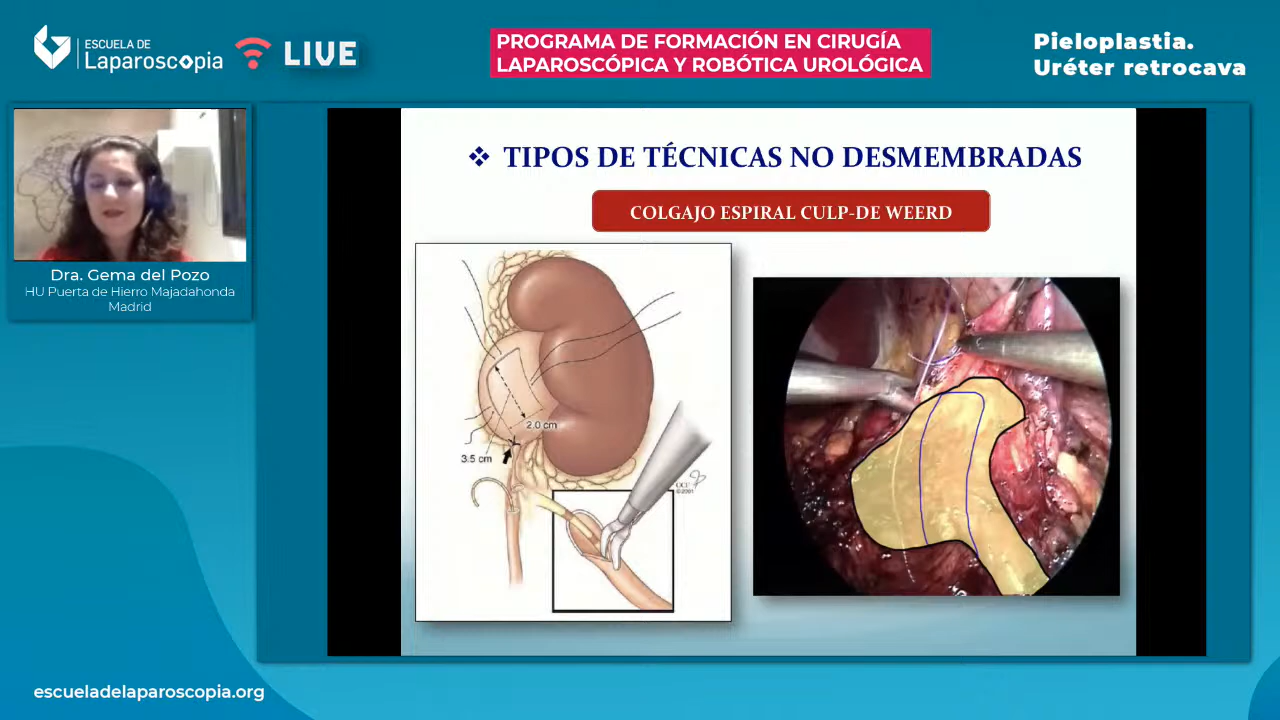 ESCUELA DE
Laparoscopia
LIVE
PROGRAMA DE FORMACIÓN EN CIRUGÍA
LAPAROSCÓPICA Y ROBÓTICA UROLÓGICA
Pieloplastia.
Uréter retrocava
Dra. Gema del Pozo
HU Puerta de Hierro Majadahonda
Madrid
❖ TIPOS DE TÉCNICAS NO DESMEMBRADAS
COLGAJO ESPIRAL CULP-DE WEERD
2.0 cm
3.5 cm
©2001
escueladelaparoscopia.org